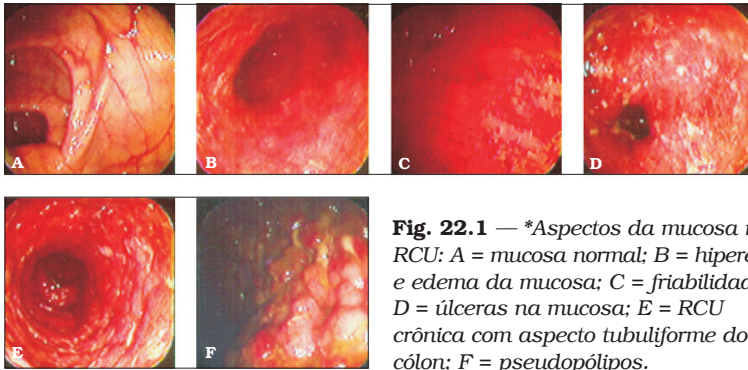 A
B
C
D
E
F
Fig. 22.1 — *Aspectos da mucosa
RCU: A = mucosa normal; B =
e edema da mucosa; C =
D = úlceras na mucosa; E = RCU
crônica com aspecto tubuliforme do
cólon; F = pseudopólipos.